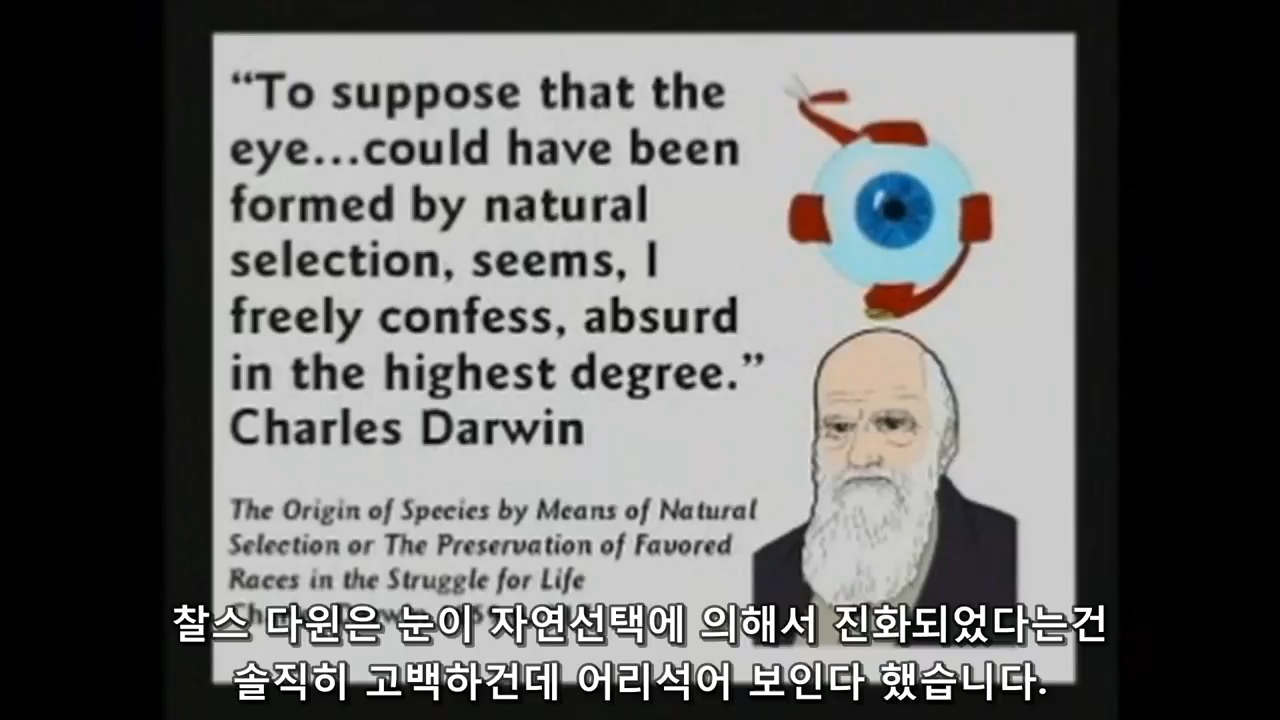 “To suppose that the
eye...could have been
formed by natural
selection, seems, I
freely confess, absurd
in the highest degree.”
Charles Darwin
The Origin of Species by Means of Natural
Selection or The Preservation of Favored
Races in the Struggle for Life
찰스 다윈은 눈이 자연선택에 의해서 진화되었다는건
솔직히 고백하건데 어리석어 보인다 했습니다.